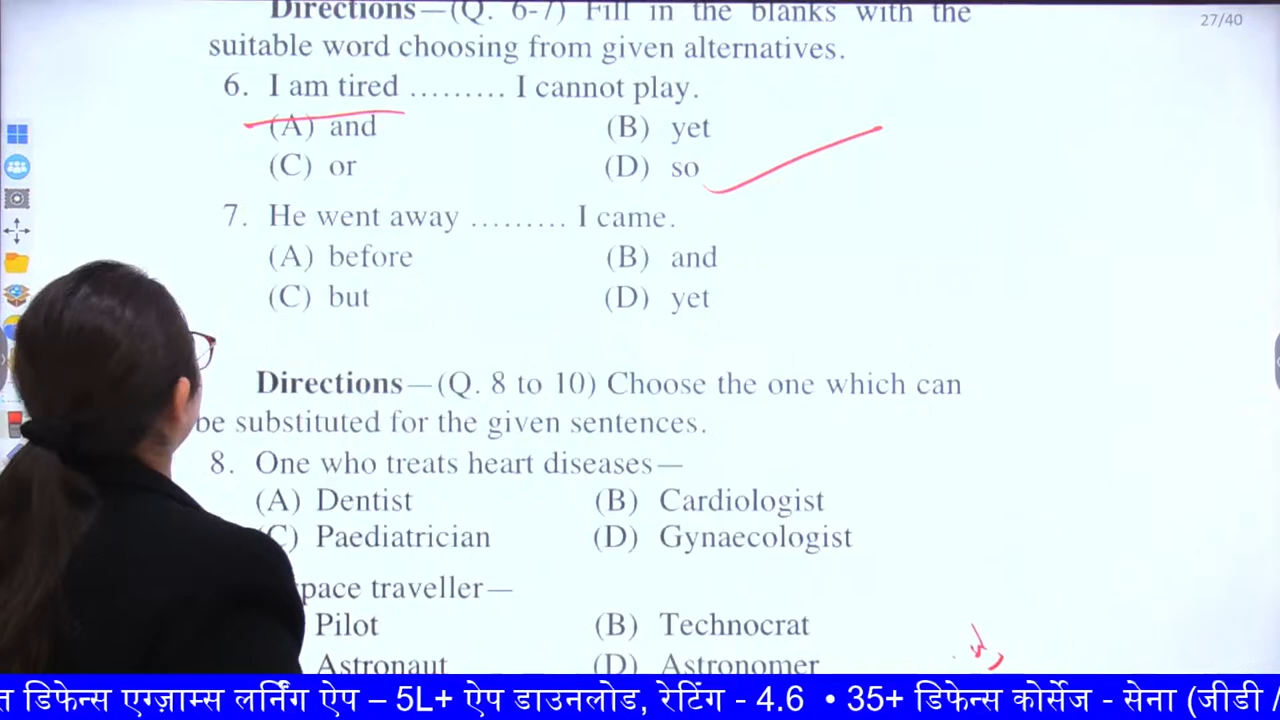 Directions—(Q. 6-7) Fill in the blanks with the
27/40
suitable word choosing from given alternatives.
6. I am tired ......... I cannot play.
(A) and (B) yet
(C) or (D) so
7. He went away ......... I came.
(A) before (B) and
(C) but (D) yet
Directions—(Q. 8 to 10) Choose the one which can
be substituted for the given sentences.
8. One who treats heart diseases—
(A) Dentist (B) Cardiologist
C) Paediatrician (D) Gynaecologist
pace traveller—
Pilot (B) Technocrat
Astronaut (D) Astronomer
त डिफेन्स एग्ज़ाम्स लर्निंग ऐप – 5L+ ऐप डाउनलोड, रेटिंग - 4.6 • 35+ डिफेन्स कोर्सेज - सेना (जीडी /